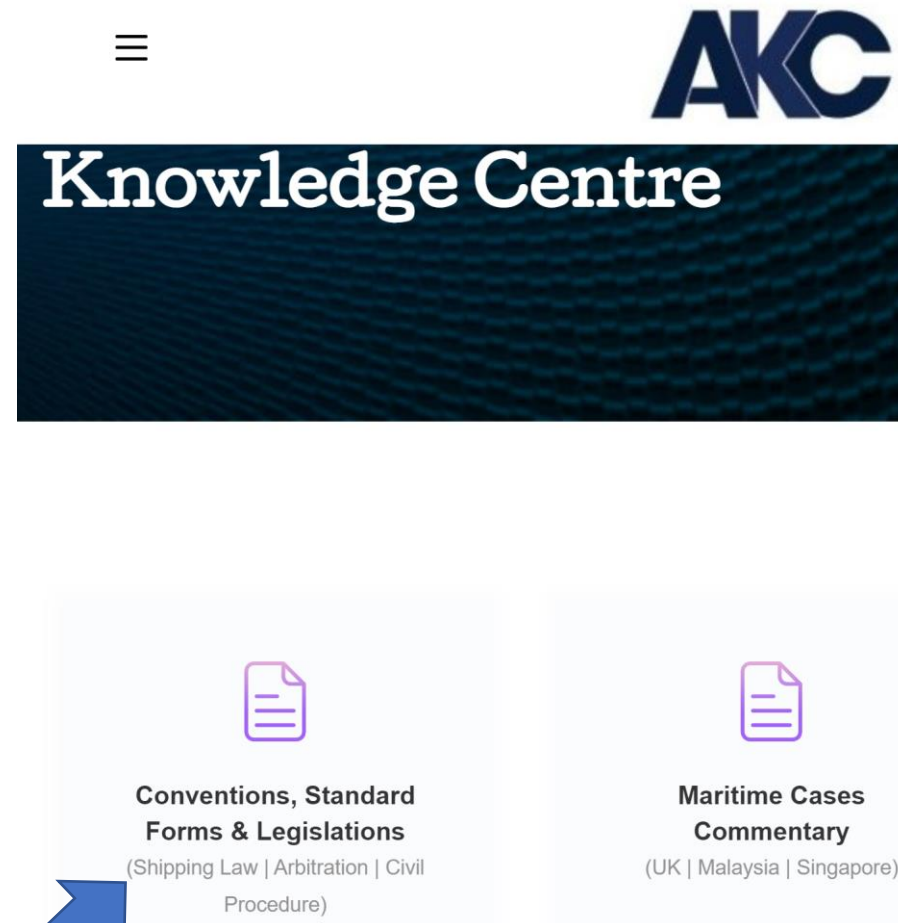 AKC
Knowledge Centre
Conventions, Standard
Forms & Legislations
(Shipping Law | Arbitration | Civil
Procedure)
Maritime Cases
Commentary
(UK | Malaysia | Singapore)